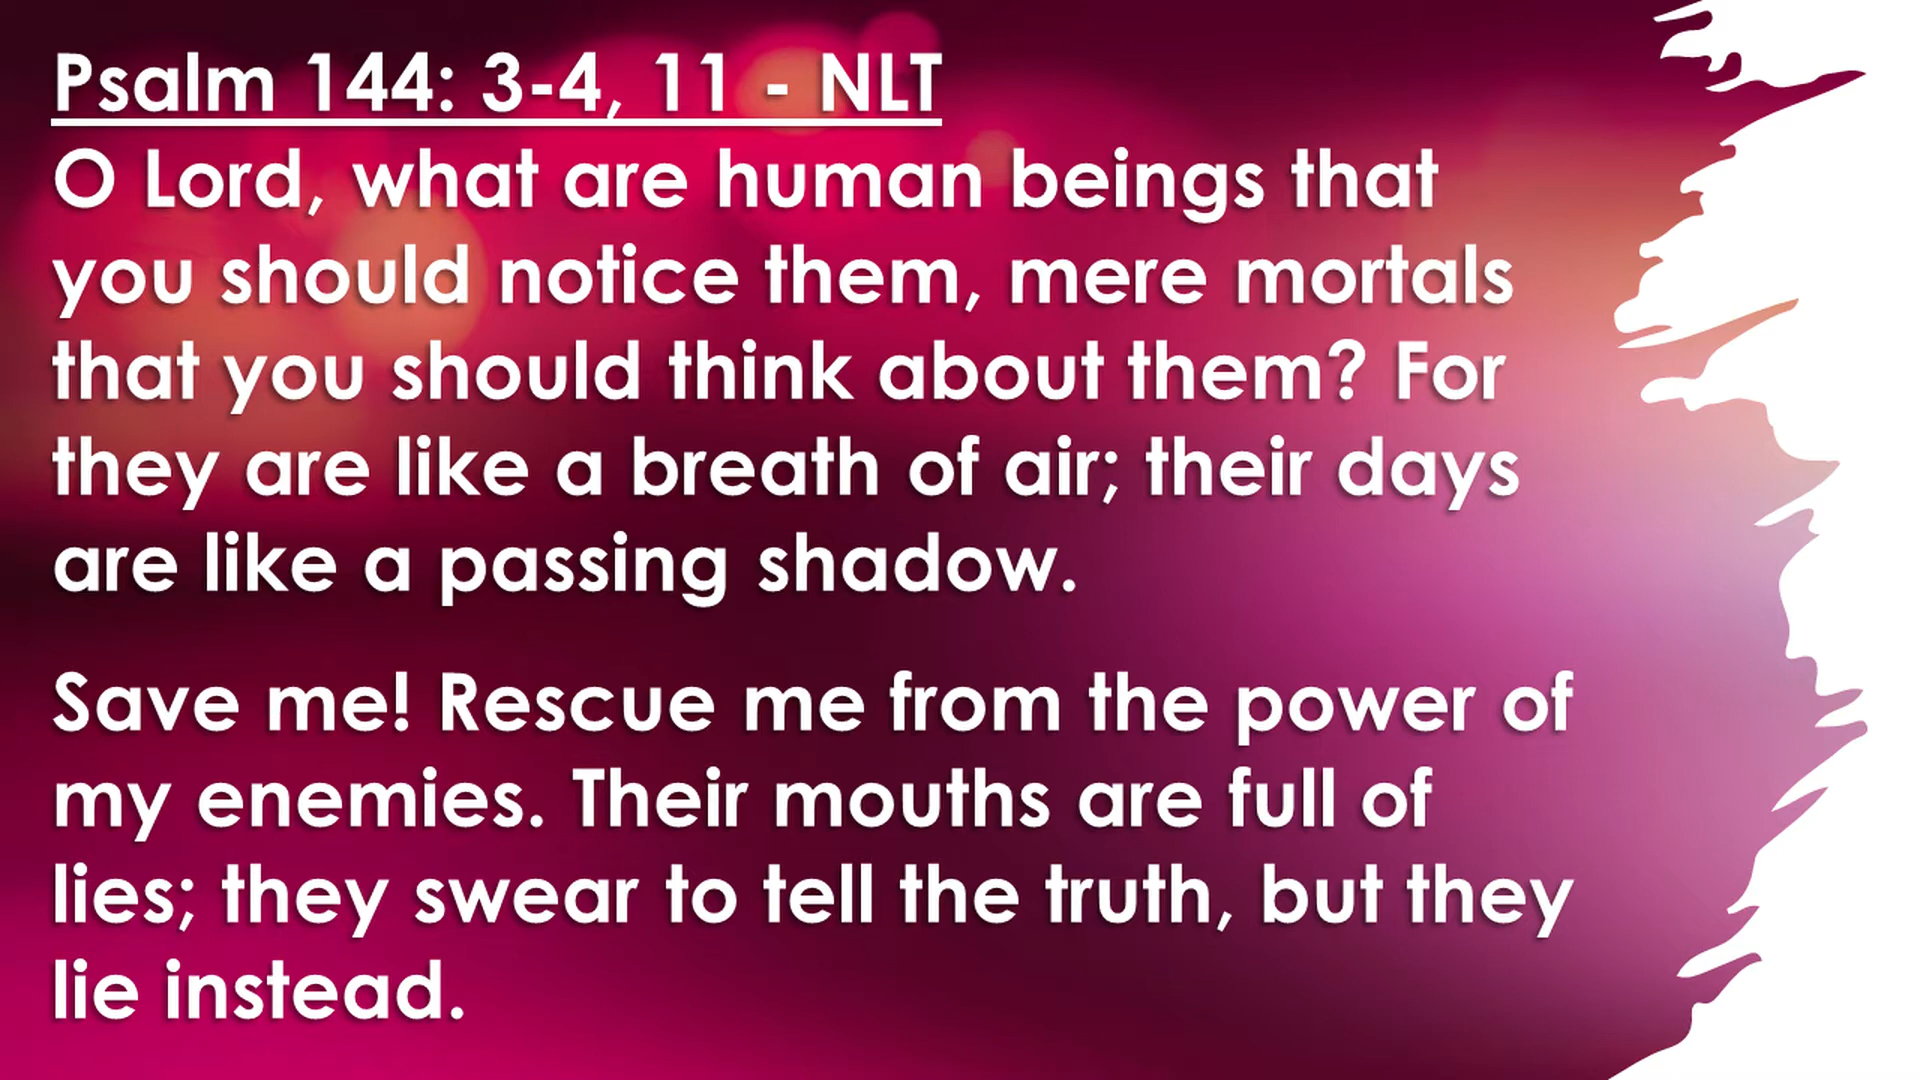 Psalm 144: 3-4, 11 - NLT
O Lord, what are human beings that
you should notice them, mere mortals
that you should think about them? For
they are like a breath of air; their days
are like a passing shadow.
Save me! Rescue me from the power of
my enemies. Their mouths are full of
lies; they swear to tell the truth, but they
lie instead.